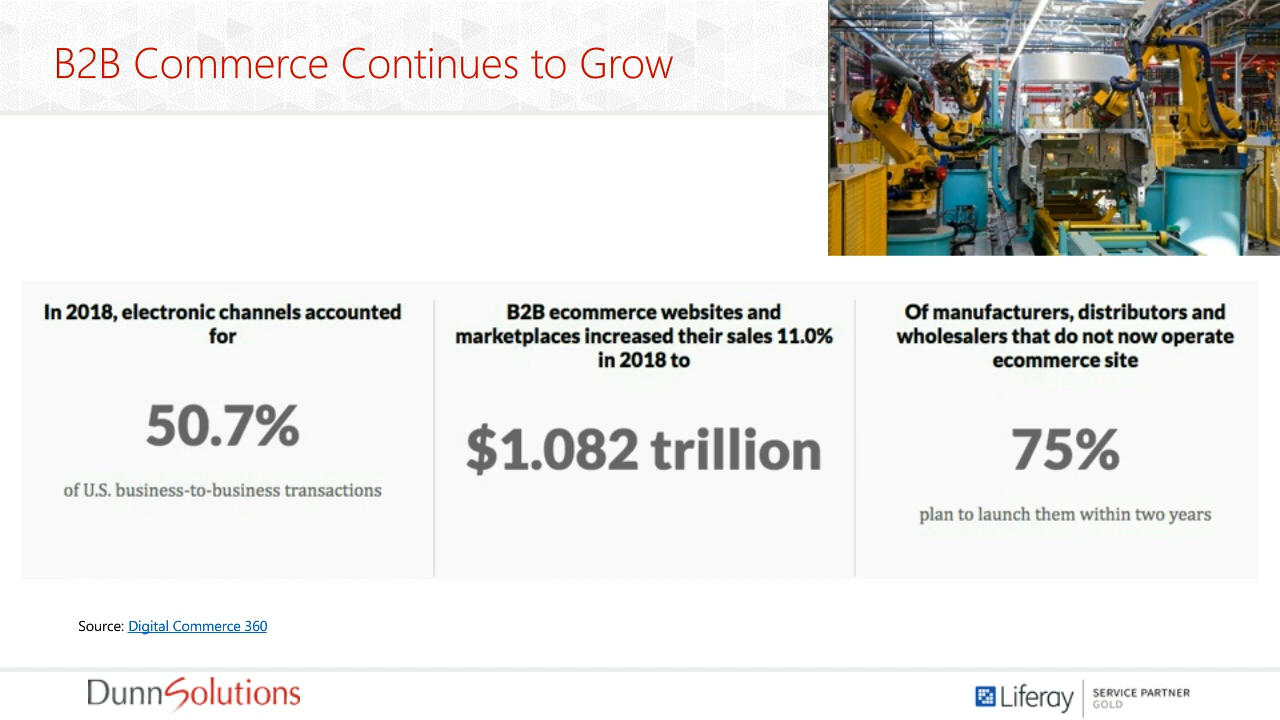 B2B Commerce Continues to Grow
In 2018, electronic channels accounted
for
50.7%
of U.S. business-to-business transactions
B2B ecommerce websites and
marketplaces increased their sales 11.0%
in 2018 to
$1.082 trillion
Of manufacturers, distributors and
wholesalers that do not now operate
ecommerce site
75%
plan to launch them within two years
Source: Digital Commerce 360
DunnSolutions
Liferay
SERVICE PARTNER
GOLD